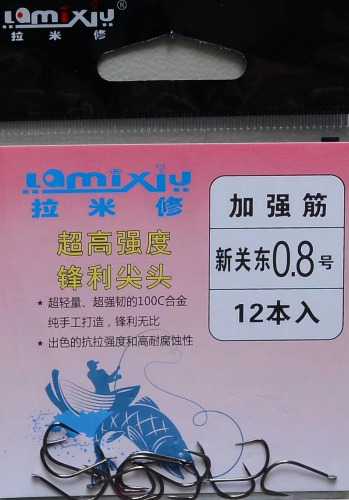 Lamixiu®
拉米修
Lamixiu
拉米修
超高强度
锋利尖头
★ 超轻量、超强韧的100C合金
纯手工打造，锋利无比
★ 出色的抗拉强度和高耐腐蚀性
加强筋
新关东0.8号
12本入